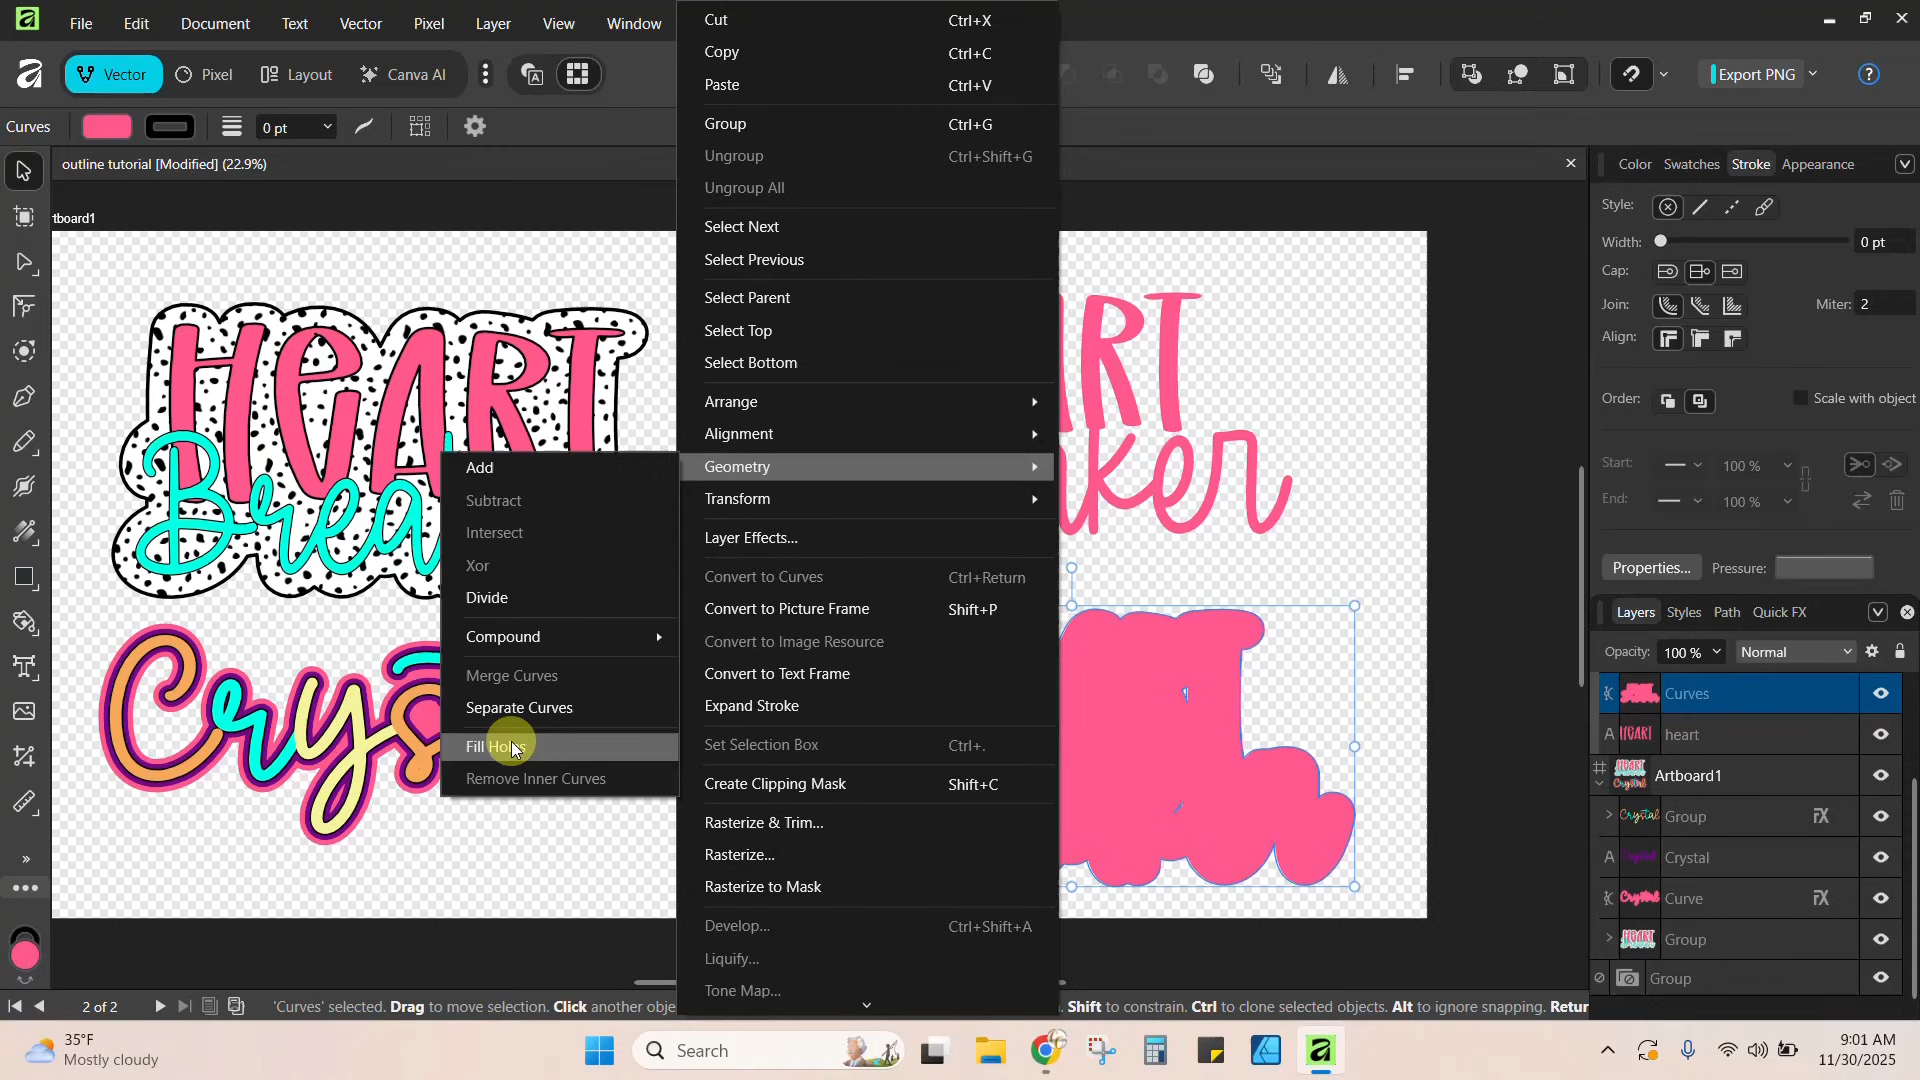 File Edit Document Text Vector Pixel Layer View Window
Vector Pixel Layout Canva AI Export PNG
Curves 0 pt
outline tutorial [Modified] (22.9%)
Color Swatches Stroke Appearance
tboard1
Style:
Width: 0 pt
Cap:
Join: Miter: 2
Align:
Order: Scale with object
Start: 100 % 100 %
End: 100 % 100 %
Properties... Pressure:
HeART
Brea
Crys
ART
aker
Cut Ctrl+X
Copy Ctrl+C
Paste Ctrl+V
Group Ctrl+G
Ungroup Ctrl+Shift+G
Ungroup All
Select Next
Select Previous
Select Parent
Select Top
Select Bottom
Arrange
Alignment
Geometry
Transform
Layer Effects...
Convert to Curves Ctrl+Return
Convert to Picture Frame Shift+P
Convert to Image Resource
Convert to Text Frame
Expand Stroke
Set Selection Box Ctrl+.
Create Clipping Mask Shift+C
Rasterize & Trim...
Rasterize...
Rasterize to Mask
Develop... Ctrl+Shift+A
Liquify...
Tone Map...
Add
Subtract
Intersect
Xor
Divide
Compound
Merge Curves
Separate Curves
Fill Holes
Remove Inner Curves
Layers Styles Path Quick FX
Opacity: 100 % Normal
Curves
heart
Artboard1
Group
Crystal
Curve
Group
Group
2 of 2 'Curves' selected. Drag to move selection. Click another obje Shift to constrain. Ctrl to clone selected objects. Alt to ignore snapping. Retur
35°F
Mostly cloudy
Search
9:01 AM
11/30/2025